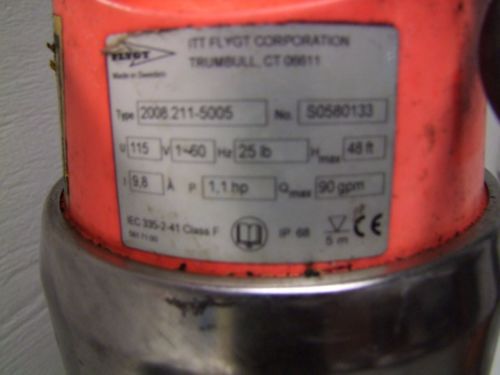 FLYGT
ITT FLYGT CORPORATION
TRUMBULL, CT 06611
Made in Sweden
Type 2008.211-5005 No. S0580133
U 115 V 1~60 Hz 25 lb Hmax 48 ft
I 9,8 A P 1,1 hp Qmax 90 gpm
IEC 335-2-41 Class F IP 68 5 m CE